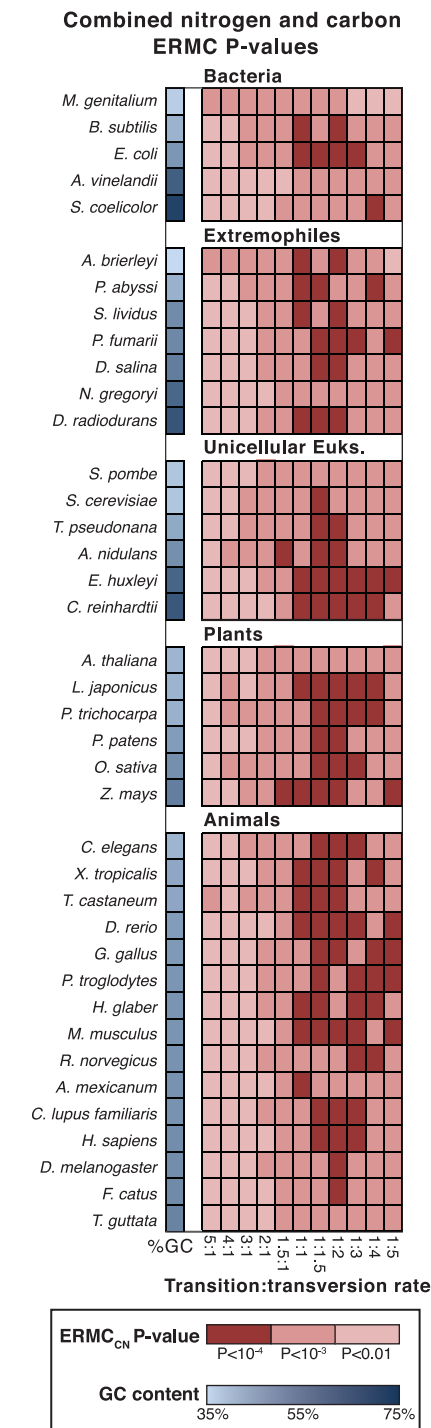 Combined nitrogen and carbon
ERMC P-values
Bacteria
M. genitalium
B. subtilis
E. coli
A. vinelandii
S. coelicolor
Extremophiles
A. brierleyi
P. abyssi
S. lividus
P. fumarii
D. salina
N. gregoryi
D. radiodurans
Unicellular Euks.
S. pombe
S. cerevisiae
T. pseudonana
A. nidulans
E. huxleyi
C. reinhardtii
Plants
A. thaliana
L. japonicus
P. trichocarpa
P. patens
O. sativa
Z. mays
Animals
C. elegans
X. tropicalis
T. castaneum
D. rerio
G. gallus
P. troglodytes
H. glaber
M. musculus
R. norvegicus
A. mexicanum
C. lupus familiaris
H. sapiens
D. melanogaster
F. catus
T. guttata
%GC 5:1 4:1 3:1 2:1 1.5:1 1:1 1:1.5 1:2 1:3 1:4 1:5
Transition:transversion rate
ERMC_CN P-value
P<10⁻⁴ P<10⁻³ P<0.01
GC content
35% 55% 75%